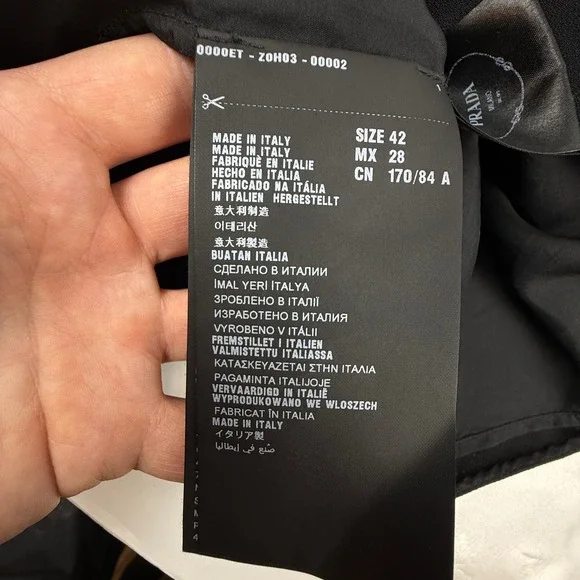 0000ET - Z0H03 - 00002
MADE IN ITALY
MADE IN ITALY
FABRIQUÉ EN ITALIE
HECHO EN ITALIA
FABRICADO NA ITÁLIA
IN ITALIEN HERGESTELLT
意大利制造
이테리산
意大利製造
BUATAN ITALIA
СДЕЛАНО В ИТАЛИИ
İMAL YERİ İTALYA
ЗРОБЛЕНО В ІТАЛІЇ
ИЗРАБОТЕНО В ИТАЛИЯ
VYROBENO V ITÁLII
FREMSTILLET I ITALIEN
VALMISTETTU ITALIASSA
ΚΑΤΑΣΚΕΥΑΖΕΤΑΙ ΣΤΗΝ ΙΤΑΛΙΑ
PAGAMINTA ITALIJOJE
VERVAARDIGD IN ITALIË
WYPRODUKOWANO WE WLOSZECH
FABRICAT ÎN ITALIA
MADE IN ITALY
イタリア製
صُنع في إيطاليا
SIZE 42
MX 28
CN 170/84 A
PRADA
MILANO